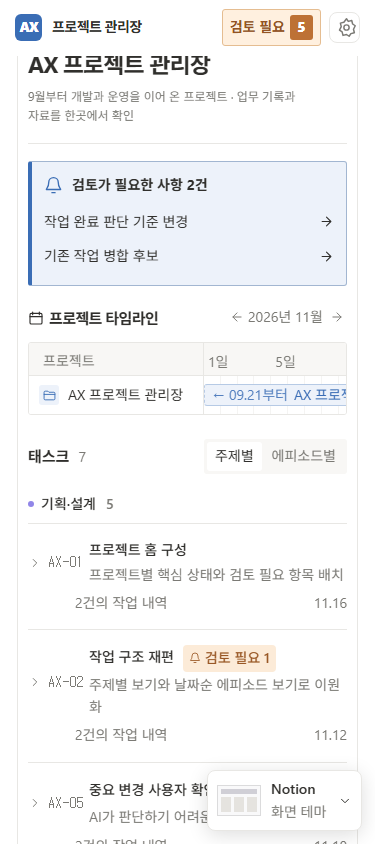 AX 프로젝트 관리장
검토 필요 5
AX 프로젝트 관리장
9월부터 개발과 운영을 이어 온 프로젝트 · 업무 기록과
자료를 한곳에서 확인
검토가 필요한 사항 2건
작업 완료 판단 기준 변경 →
기존 작업 병합 후보 →
프로젝트 타임라인
← 2026년 11월 →
프로젝트 1일 5일
AX 프로젝트 관리장 ← 09.21부터 AX 프로
태스크 7
주제별 에피소드별
기획·설계 5
AX-01 프로젝트 홈 구성
프로젝트별 핵심 상태와 검토 필요 항목 배치
2건의 작업 내역 11.16
작업 구조 재편 검토 필요 1
AX-02 주제별 보기와 날짜순 에피소드 보기로 이원
화
2건의 작업 내역 11.12
AX-05 중요 변경 사용자
AI가 판단하기 어려운
Notion
화면 테마